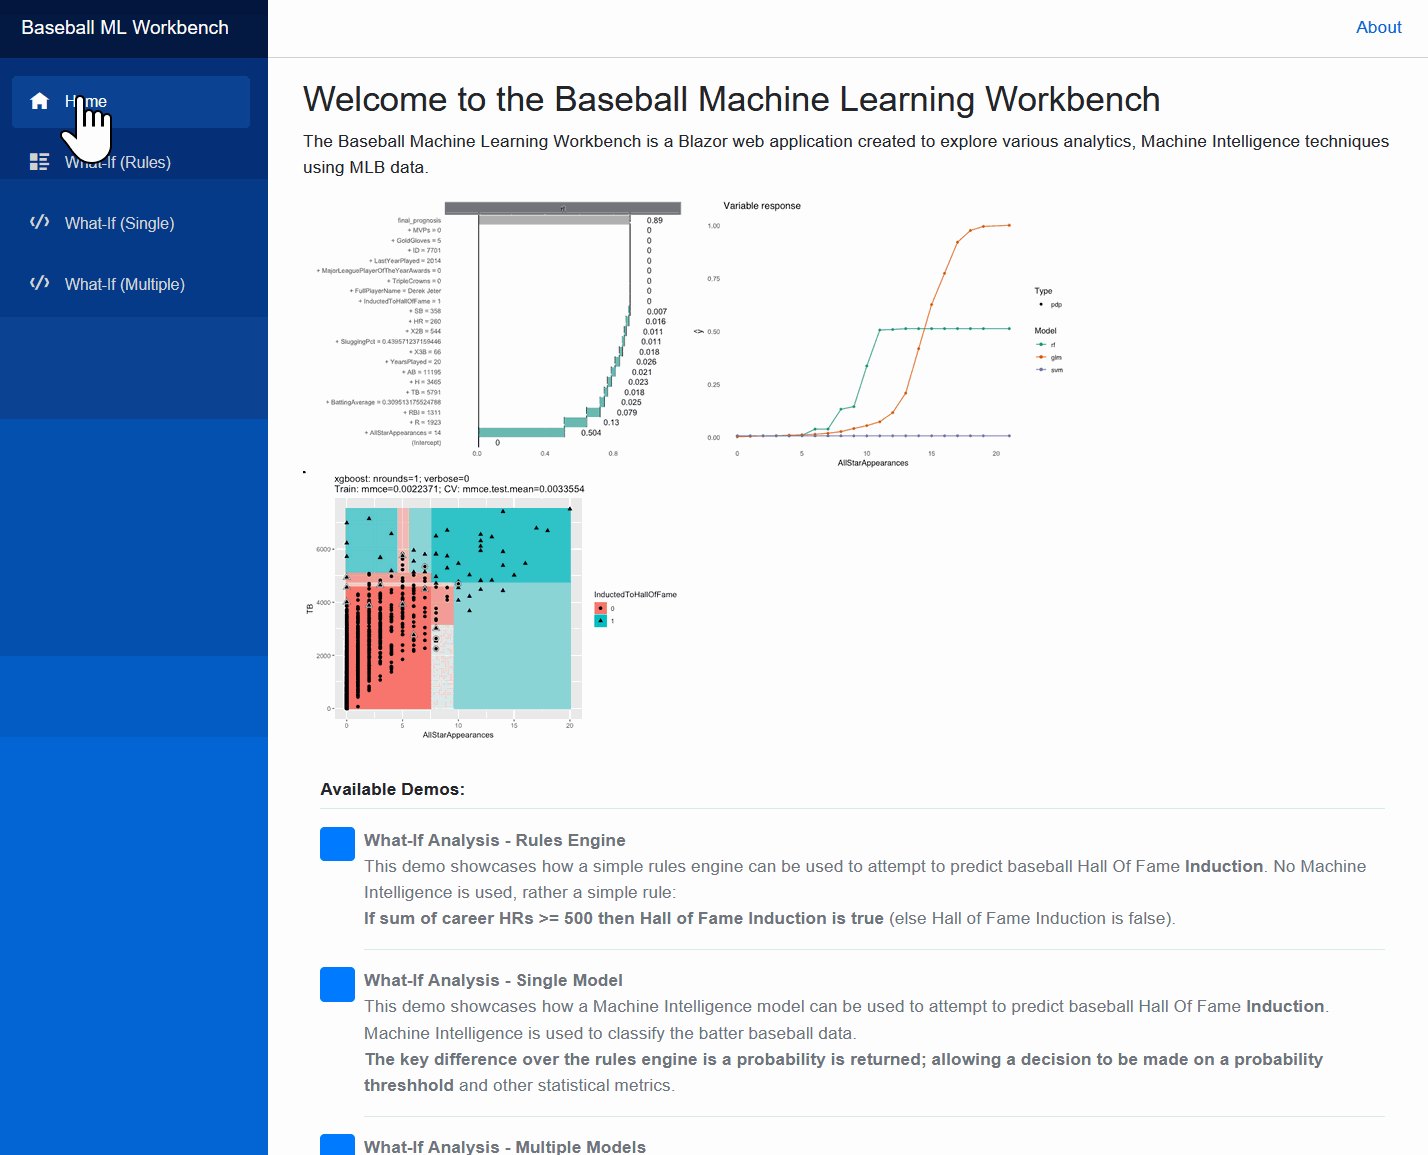 Baseball ML Workbench
About
Home
What-If (Rules)
What-If (Single)
What-If (Multiple)
Welcome to the Baseball Machine Learning Workbench
The Baseball Machine Learning Workbench is a Blazor web application created to explore various analytics, Machine Intelligence techniques
using MLB data.
final_prognosis 0.89
+ MVPs = 0 0
+ GoldGloves = 5 0
+ ID = 7701 0
+ LastYearPlayed = 2014 0
+ MajorLeaguePlayerOfTheYearAwards = 0 0
+ TripleCrowns = 0 0
+ FullPlayerName = Derek Jeter 0
+ InductedToHallOfFame = 1 0
+ SB = 358 0.007
+ HR = 260 0.016
+ X2B = 544 0.011
+ SluggingPct = 0.439571237159446 0.011
+ X3B = 66 0.018
+ YearsPlayed = 20 0.026
+ AB = 11195 0.021
+ H = 3465 0.023
+ TB = 5791 0.018
+ BattingAverage = 0.309513175524788 0.025
+ RBI = 1311 0.079
+ R = 1923 0.13
+ AllStarAppearances = 14 0.504
(Intercept) 0
0.0 0.4 0.8
Variable response
1.00
0.75
0.50
0.25
0.00
0 5 10 15 20
AllStarAppearances
Type
pdp
Model
rf
glm
svm
xgboost: nrounds=1; verbose=0
Train: mmce=0.0022371; CV: mmce.test.mean=0.0033554
6000
4000
TB
2000
0
0 5 10 15 20
AllStarAppearances
InductedToHallOfFame
0
1
Available Demos:
What-If Analysis - Rules Engine
This demo showcases how a simple rules engine can be used to attempt to predict baseball Hall Of Fame Induction. No Machine
Intelligence is used, rather a simple rule:
If sum of career HRs >= 500 then Hall of Fame Induction is true (else Hall of Fame Induction is false).
What-If Analysis - Single Model
This demo showcases how a Machine Intelligence model can be used to attempt to predict baseball Hall Of Fame Induction.
Machine Intelligence is used to classify the batter baseball data.
The key difference over the rules engine is a probability is returned; allowing a decision to be made on a probability
threshhold and other statistical metrics.
What-If Analysis - Multiple Models